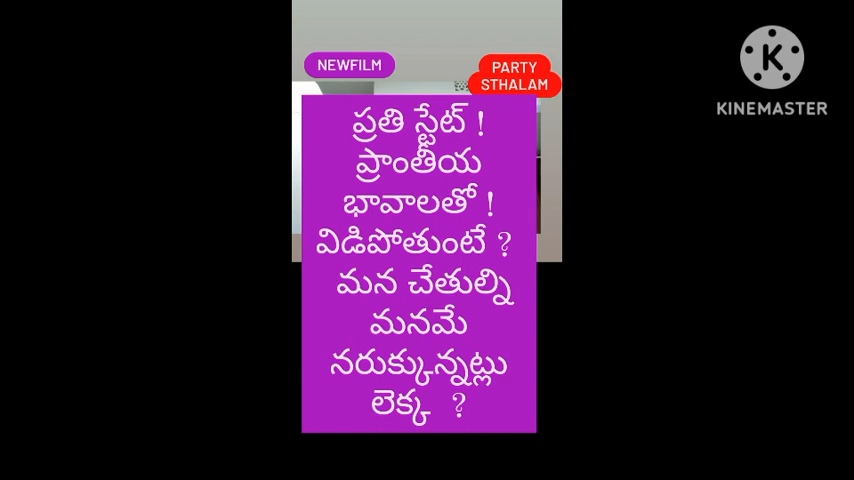 NEWFILM
PARTY
STHALAM
KINEMASTER
ప్రతి స్టేట్ !
ప్రాంతీయ
భావాలతో !
విడిపోతుంటే ?
మన చేతుల్ని
మనమే
నరుక్కున్నట్లు
లెక్క ?